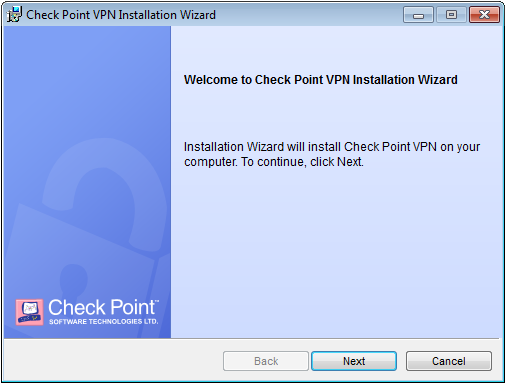 Check Point VPN Installation Wizard
Welcome to Check Point VPN Installation Wizard
Installation Wizard will install Check Point VPN on your
computer. To continue, click Next.
Check Point™
SOFTWARE TECHNOLOGIES LTD.
Back
Next
Cancel